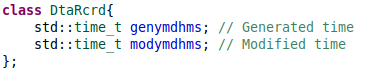 class DtaRcrd{
    std::time_t genymdhms; // Generated time
    std::time_t modymdhms; // Modified time
};